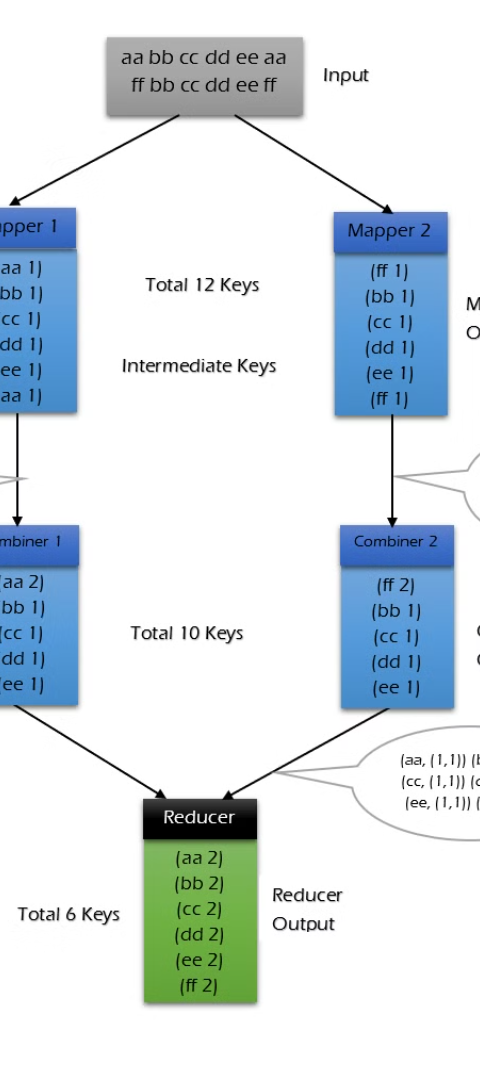 aa bb cc dd ee aa
ff bb cc dd ee ff
Input
pper 1
aa 1)
bb 1)
cc 1)
dd 1)
ee 1)
aa 1)
Total 12 Keys
Intermediate Keys
Mapper 2
(ff 1)
(bb 1)
(cc 1)
(dd 1)
(ee 1)
(ff 1)
M
O
mbiner 1
(aa 2)
bb 1)
(cc 1)
dd 1)
(ee 1)
Total 10 Keys
Combiner 2
(ff 2)
(bb 1)
(cc 1)
(dd 1)
(ee 1)
(aa, (1,1)) (b
(cc, (1,1)) (
(ee, (1,1)) (
Reducer
(aa 2)
(bb 2)
(cc 2)
(dd 2)
(ee 2)
(ff 2)
Total 6 Keys
Reducer
Output